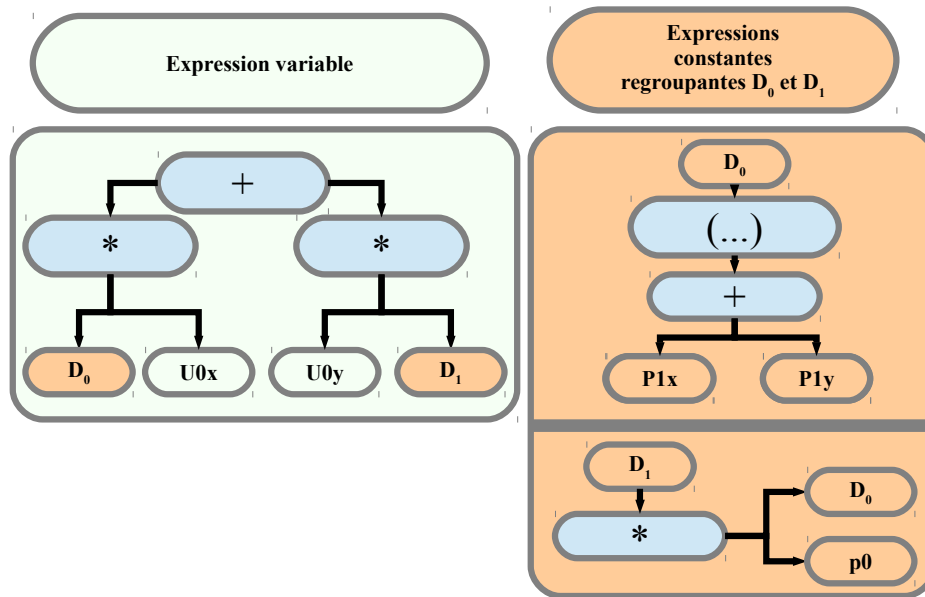 Expression variable
Expressions
constantes
regroupantes D₀ et D₁
+
*
*
D₀
U0x
U0y
D₁
D₀
(...)
+
P1x
P1y
D₁
*
D₀
p0